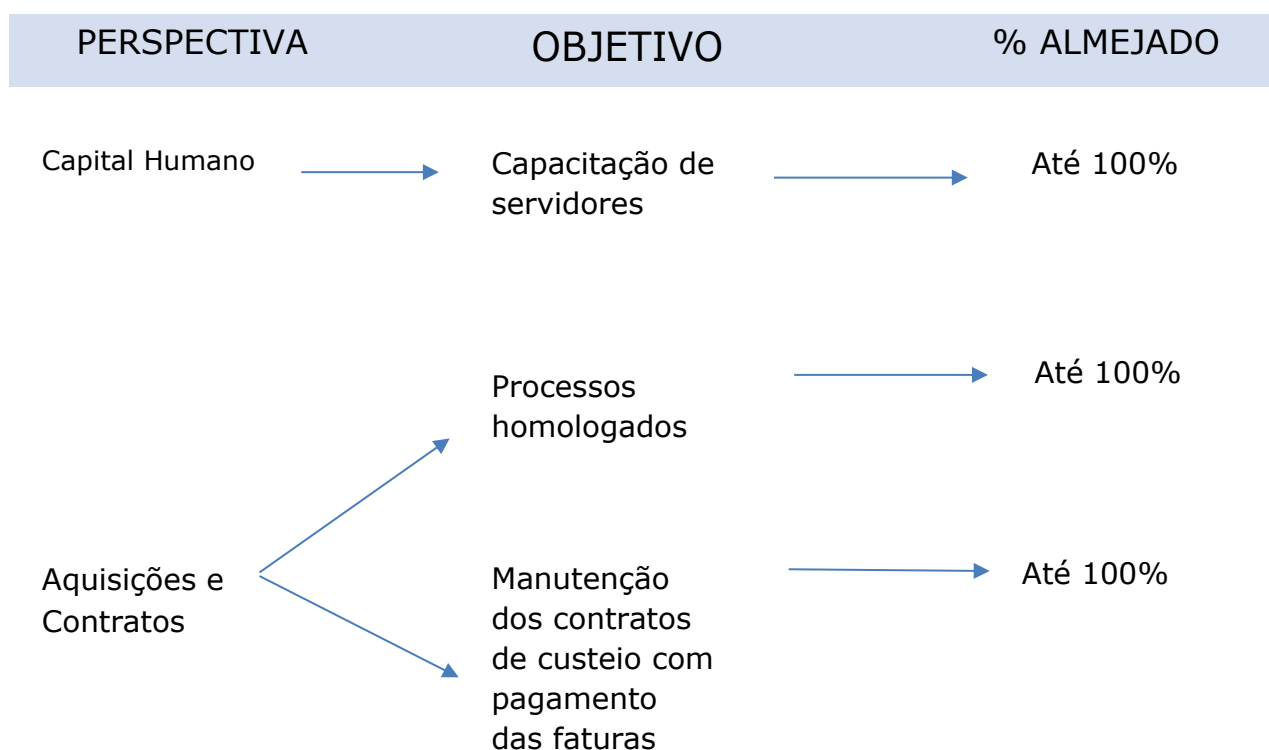 PERSPECTIVA OBJETIVO % ALMEJADO
Capital Humano
Capacitação de
servidores
Até 100%
Processos
homologados
Até 100%
Aquisições e
Contratos
Manutenção
dos contratos
de custeio com
pagamento
das faturas
Até 100%